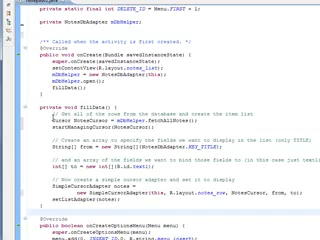 private static final int DELETE_ID = Menu.FIRST + 1;
private NotesDbAdapter mDbHelper;
/** Called when the activity is first created. */
@Override
public void onCreate(Bundle savedInstanceState) {
super.onCreate(savedInstanceState);
setContentView(R.layout.notes_list);
mDbHelper = new NotesDbAdapter(this);
mDbHelper.open();
fillData();
private void fillData() {
// Get all of the rows from the database and create the item list
Cursor NotesCursor = mDbHelper.fetchAllNotes();
startManagingCursor(NotesCursor);
// Create an array to specify the fields we want to display in the list (only TITLE)
String[] from = new String[]{NotesDbAdapter.KEY_TITLE};
// and an array of the fields we want to bind those fields to (in this case just text1)
int[] to = new int[]{R.id.text1};
// Now create a simple cursor adapter and set it to display
SimpleCursorAdapter notes =
new SimpleCursorAdapter(this, R.layout.notes_row, NotesCursor, from, to);
setListAdapter(notes);
}
@Override
public boolean onCreateOptionsMenu(Menu menu) {
super.onCreateOptionsMenu(menu);
menu.add(0, INSERT_ID, 0, R.string.menu_insert);